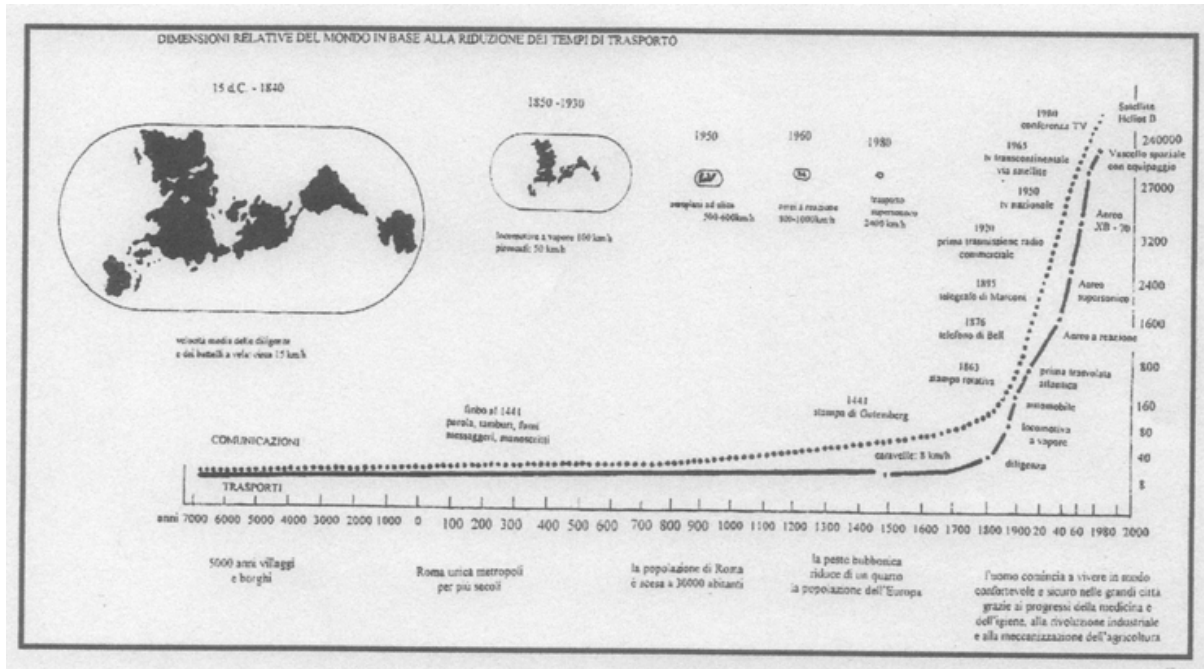 DIMENSIONI RELATIVE DEL MONDO IN BASE ALLA RIDUZIONE DEI TEMPI DI TRASPORTO
15 d.C. - 1840
velocità media delle diligenze
e dei battelli a vela: circa 15 km/h
1850 -1930
locomotive a vapore 100 km/h
piroscafi: 50 km/h
1950
aeroplano ad elica
500-600km/h
1960
aerei a reazione
800-1000km/h
1980
trasporto
supersonico
2400 km/h
1980
conferenza TV
1965
tv transcontinentale
via satellite
1950
tv nazionale
1920
prima trasmissione radio
commerciale
1895
telegrafo di Marconi
1876
telefono di Bell
1863
stampa rotativa
1441
stampa di Gutemberg
finbo al 1441
parola, tamburi, fumi
messaggeri, manoscritti
COMUNICAZIONI
TRASPORTI
caravelle: 8 km/h
Satellite
Helios B
Vascello spaziale
con equipaggio
Aereo
XB - 70
Aereo
supersonico
Aereo a reazione
prima trasvolata
atlantica
automobile
locomotiva
a vapore
diligenza
240000
27000
3200
2400
1600
800
160
80
40
8
anni 7000 6000 5000 4000 3000 2000 1000 0 100 200 300 400 500 600 700 800 900 1000 1100 1200 1300 1400 1500 1600 1700 1800 1900 20 40 60 1980 2000
5000 anni villaggi
e borghi
Roma unica metropoli
per più secoli
la popolazione di Roma
è scesa a 30000 abitanti
la peste bubbonica
riduce di un quarto
la popolazione dell'Europa
l'uomo comincia a vivere in modo
confortevole e sicuro nelle grandi città
grazie ai progressi della medicina e
dell'igiene, alla rivoluzione industriale
e alla meccanizzazione dell'agricoltura